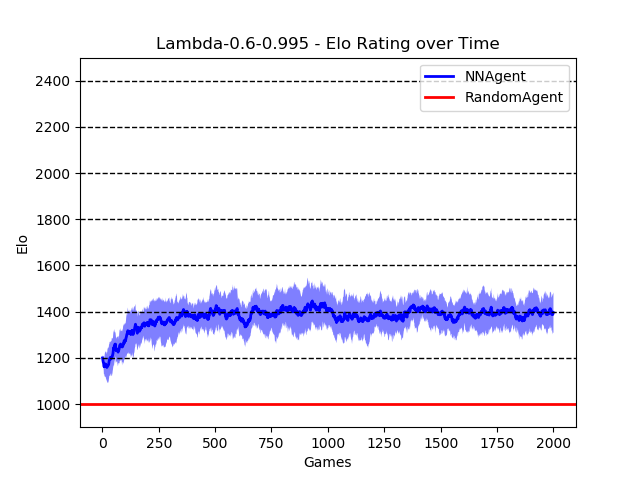 Lambda-0.6-0.995 - Elo Rating over Time
NNAgent
RandomAgent
2400
2200
2000
1800
1600
1400
1200
1000
Elo
0 250 500 750 1000 1250 1500 1750 2000
Games